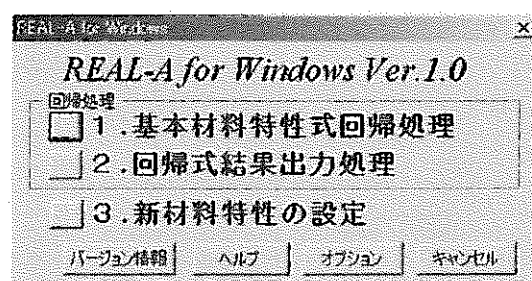 REAL-A for Windows
REAL-A for Windows Ver.1.0
回帰処理
1.基本材料特性式回帰処理
2.回帰式結果出力処理
3.新材料特性の設定
バージョン情報 ヘルプ オプション キャンセル